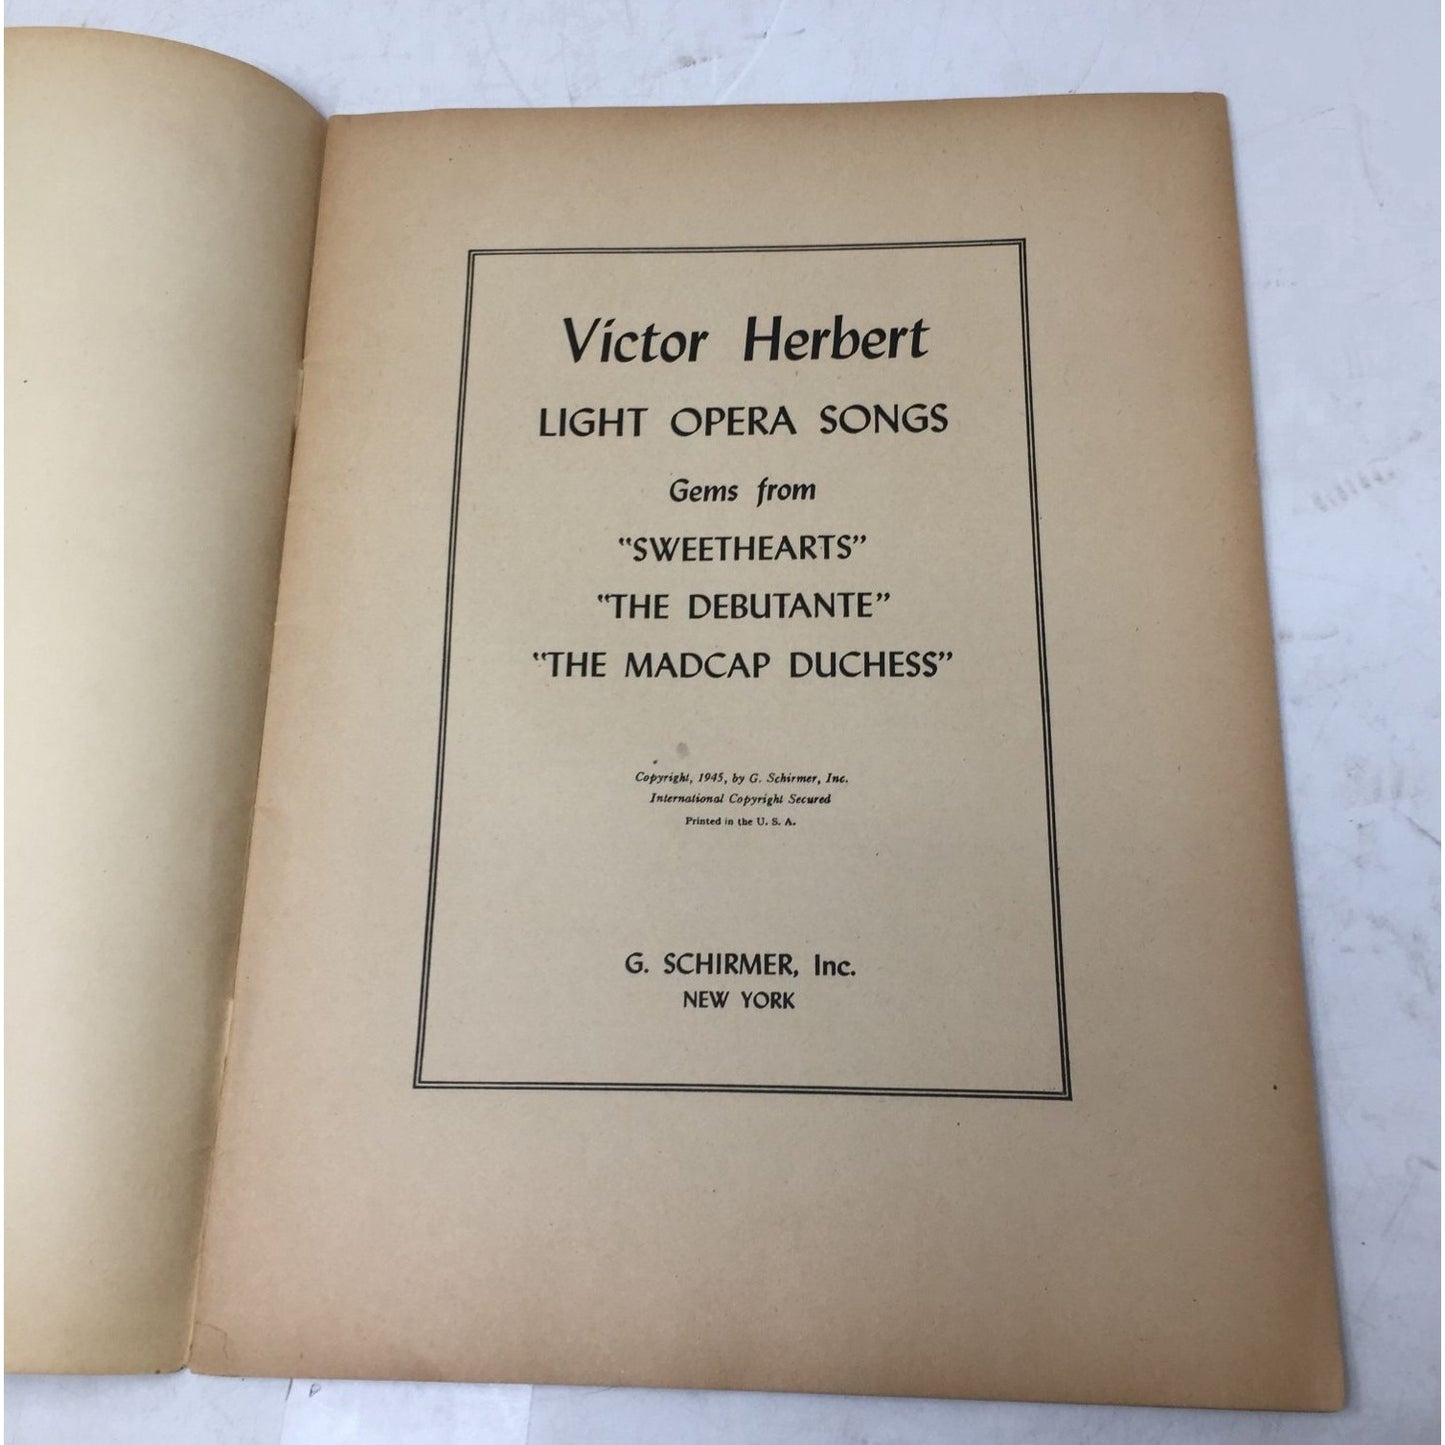 Victor Herbert
LIGHT OPERA SONGS
Gems from
“SWEETHEARTS”
“THE DEBUTANTE”
“THE MADCAP DUCHESS”
Copyright, 1945, by G. Schirmer, Inc.
International Copyright Secured
Printed in the U. S. A.
G. SCHIRMER, Inc.
NEW YORK